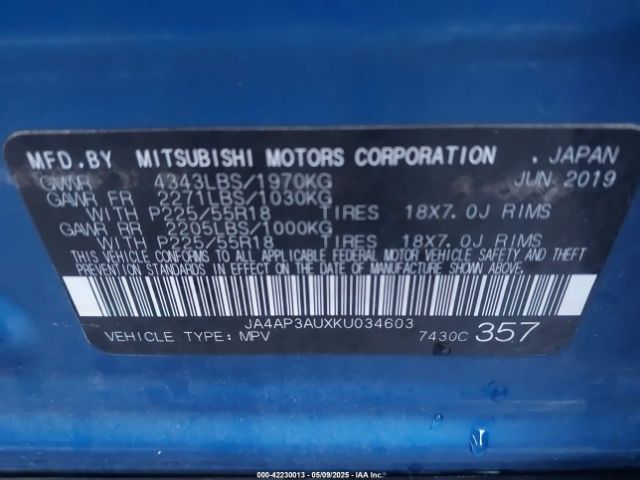 MFD.BY MITSUBISHI MOTORS CORPORATION . JAPAN
GVWR 4343LBS/1970KG JUN 2019
GAWR FR 2271LBS/1030KG
WITH P225/55R18 TIRES 18X7.0J RIMS
GAWR RR 2205LBS/1000KG
WITH P225/55R18 TIRES 18X7.0J RIMS
THIS VEHICLE CONFORMS TO ALL APPLICABLE FEDERAL MOTOR VEHICLE SAFETY AND THEFT
PREVENTION STANDARDS IN EFFECT ON THE DATE OF MANUFACTURE SHOWN ABOVE.
JA4AP3AUXKU034603
VEHICLE TYPE: MPV 7430C 357
000-42230013 - 05/09/2025 - IAAI.COM